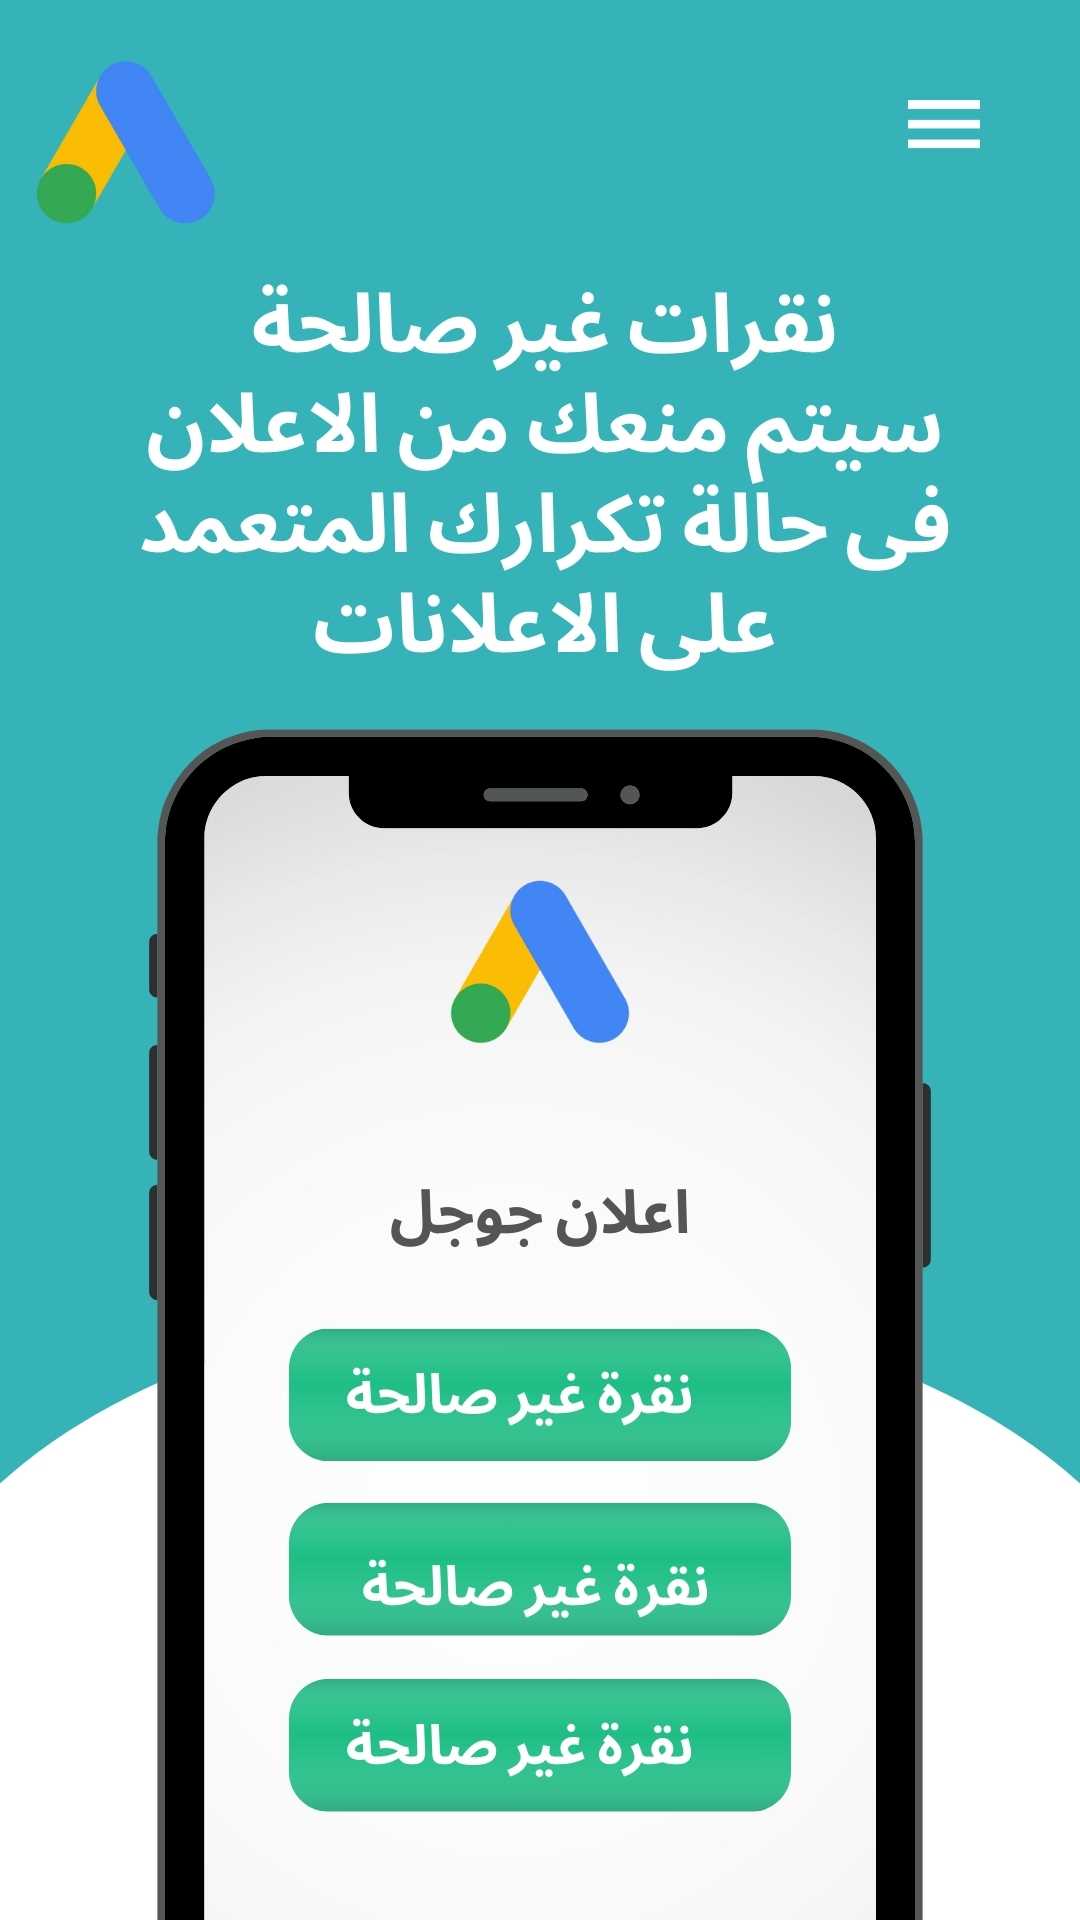 نقرات غير صالحة
سيتم منعك من الاعلان
فى حالة تكرارك المتعمد
على الاعلانات
اعلان جوجل
نقرة غير صالحة
نقرة غير صالحة
نقرة غير صالحة